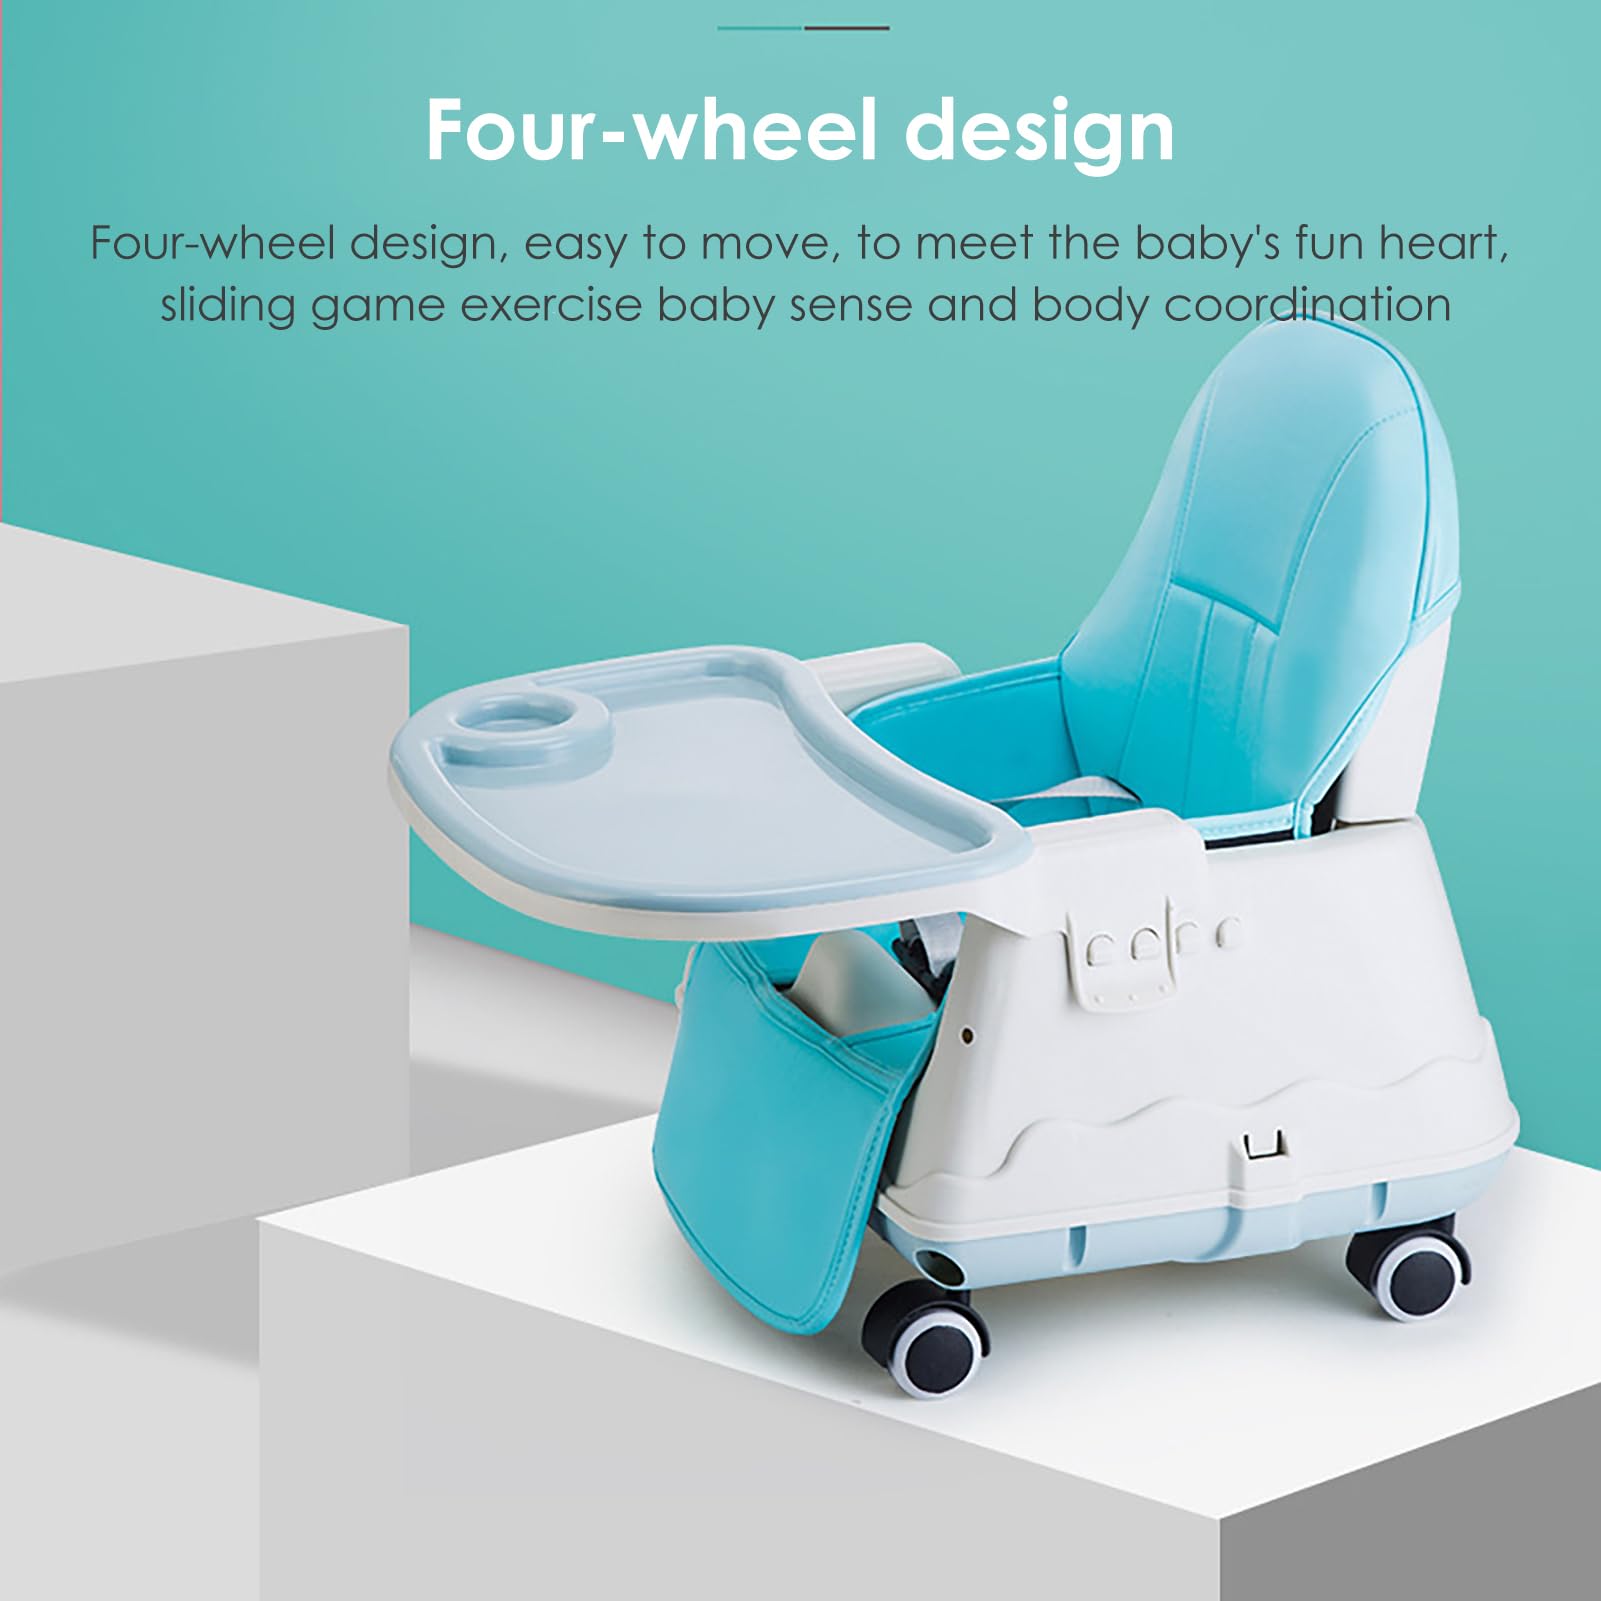 Four-wheel design
Four-wheel design, easy to move, to meet the baby's fun heart,
sliding game exercise baby sense and body coordination